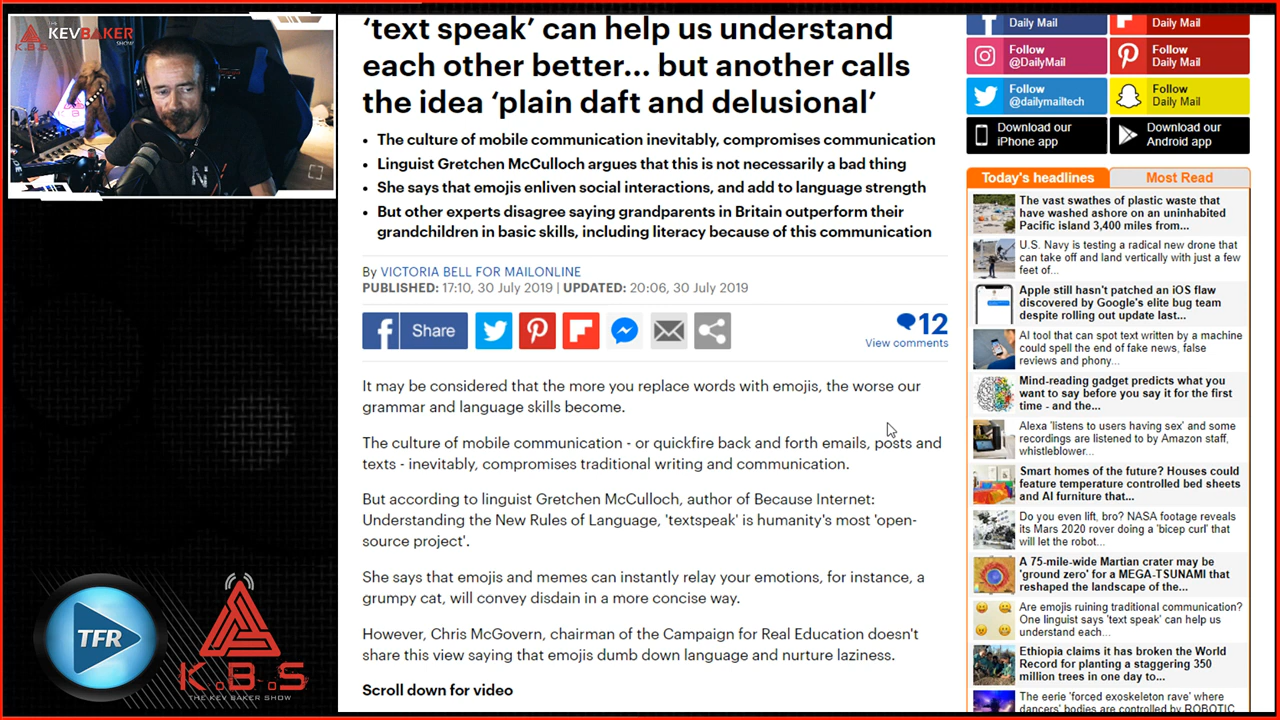 THE
KEVBAKER
SHOW
K.B.S
'text speak' can help us understand
each other better... but another calls
the idea 'plain daft and delusional'
The culture of mobile communication inevitably, compromises communication
Linguist Gretchen McCulloch argues that this is not necessarily a bad thing
She says that emojis enliven social interactions, and add to language strength
But other experts disagree saying grandparents in Britain outperform their
grandchildren in basic skills, including literacy because of this communication
By VICTORIA BELL FOR MAILONLINE
PUBLISHED: 17:10, 30 July 2019 | UPDATED: 20:06, 30 July 2019
Share
12
View comments
It may be considered that the more you replace words with emojis, the worse our
grammar and language skills become.
The culture of mobile communication - or quickfire back and forth emails, posts and
texts - inevitably, compromises traditional writing and communication.
But according to linguist Gretchen McCulloch, author of Because Internet:
Understanding the New Rules of Language, 'textspeak' is humanity's most 'open-
source project'.
She says that emojis and memes can instantly relay your emotions, for instance, a
grumpy cat, will convey disdain in a more concise way.
However, Chris McGovern, chairman of the Campaign for Real Education doesn't
share this view saying that emojis dumb down language and nurture laziness.
Scroll down for video
Daily Mail
Daily Mail
Follow
@DailyMail
Follow
Daily Mail
Follow
@dailymailtech
Follow
Daily Mail
Download our
iPhone app
Download our
Android app
Today's headlines
Most Read
The vast swathes of plastic waste that
have washed ashore on an uninhabited
Pacific island 3,400 miles from...
U.S. Navy is testing a radical new drone that
can take off and land vertically with just a few
feet of...
Apple still hasn't patched an iOS flaw
discovered by Google's elite bug team
despite rolling out update last...
AI tool that can spot text written by a machine
could spell the end of fake news, false
reviews and phony...
Mind-reading gadget predicts what you
want to say before you say it for the first
time - and the...
Alexa 'listens to users having sex' and some
recordings are listened to by Amazon staff,
whistleblower...
Smart homes of the future? Houses could
feature temperature controlled bed sheets
and AI furniture that...
Do you even lift, bro? NASA footage reveals
its Mars 2020 rover doing a 'bicep curl' that
will let the robot...
A 75-mile-wide Martian crater may be
'ground zero' for a MEGA-TSUNAMI that
reshaped the landscape of the...
Are emojis ruining traditional communication?
One linguist says 'text speak' can help us
understand each...
Ethiopia claims it has broken the World
Record for planting a staggering 350
million trees in one day to...
The eerie 'forced exoskeleton rave' where
dancers' bodies are controlled by ROBOTIC
TFR
K.B.S
THE KEV BAKER SHOW